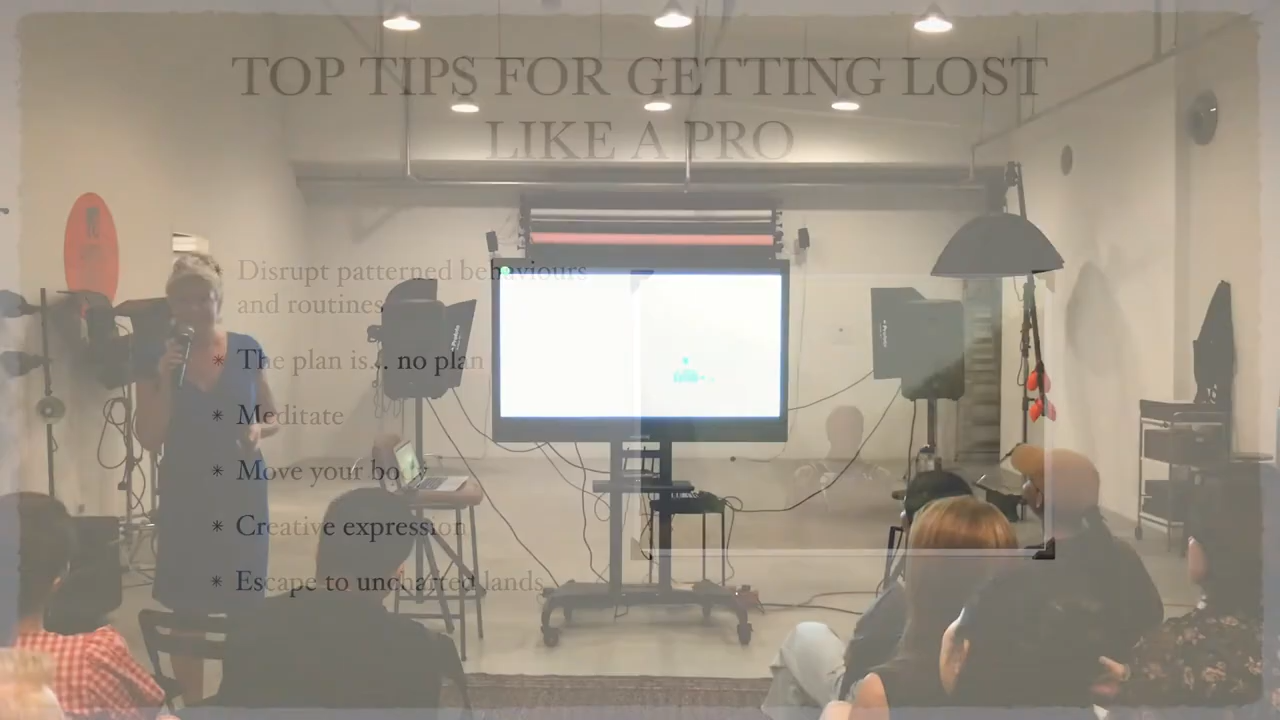 TOP TIPS FOR GETTING LOST
LIKE A PRO
Disrupt patterned behaviours
and routines
* The plan is... no plan
* Meditate
* Move your body
* Creative expression
* Escape to uncharted lands